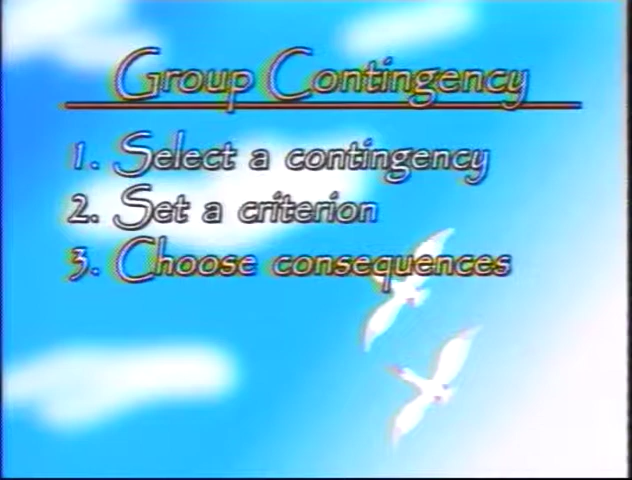 Group Contingency
1. Select a contingency
2. Set a criterion
3. Choose consequences